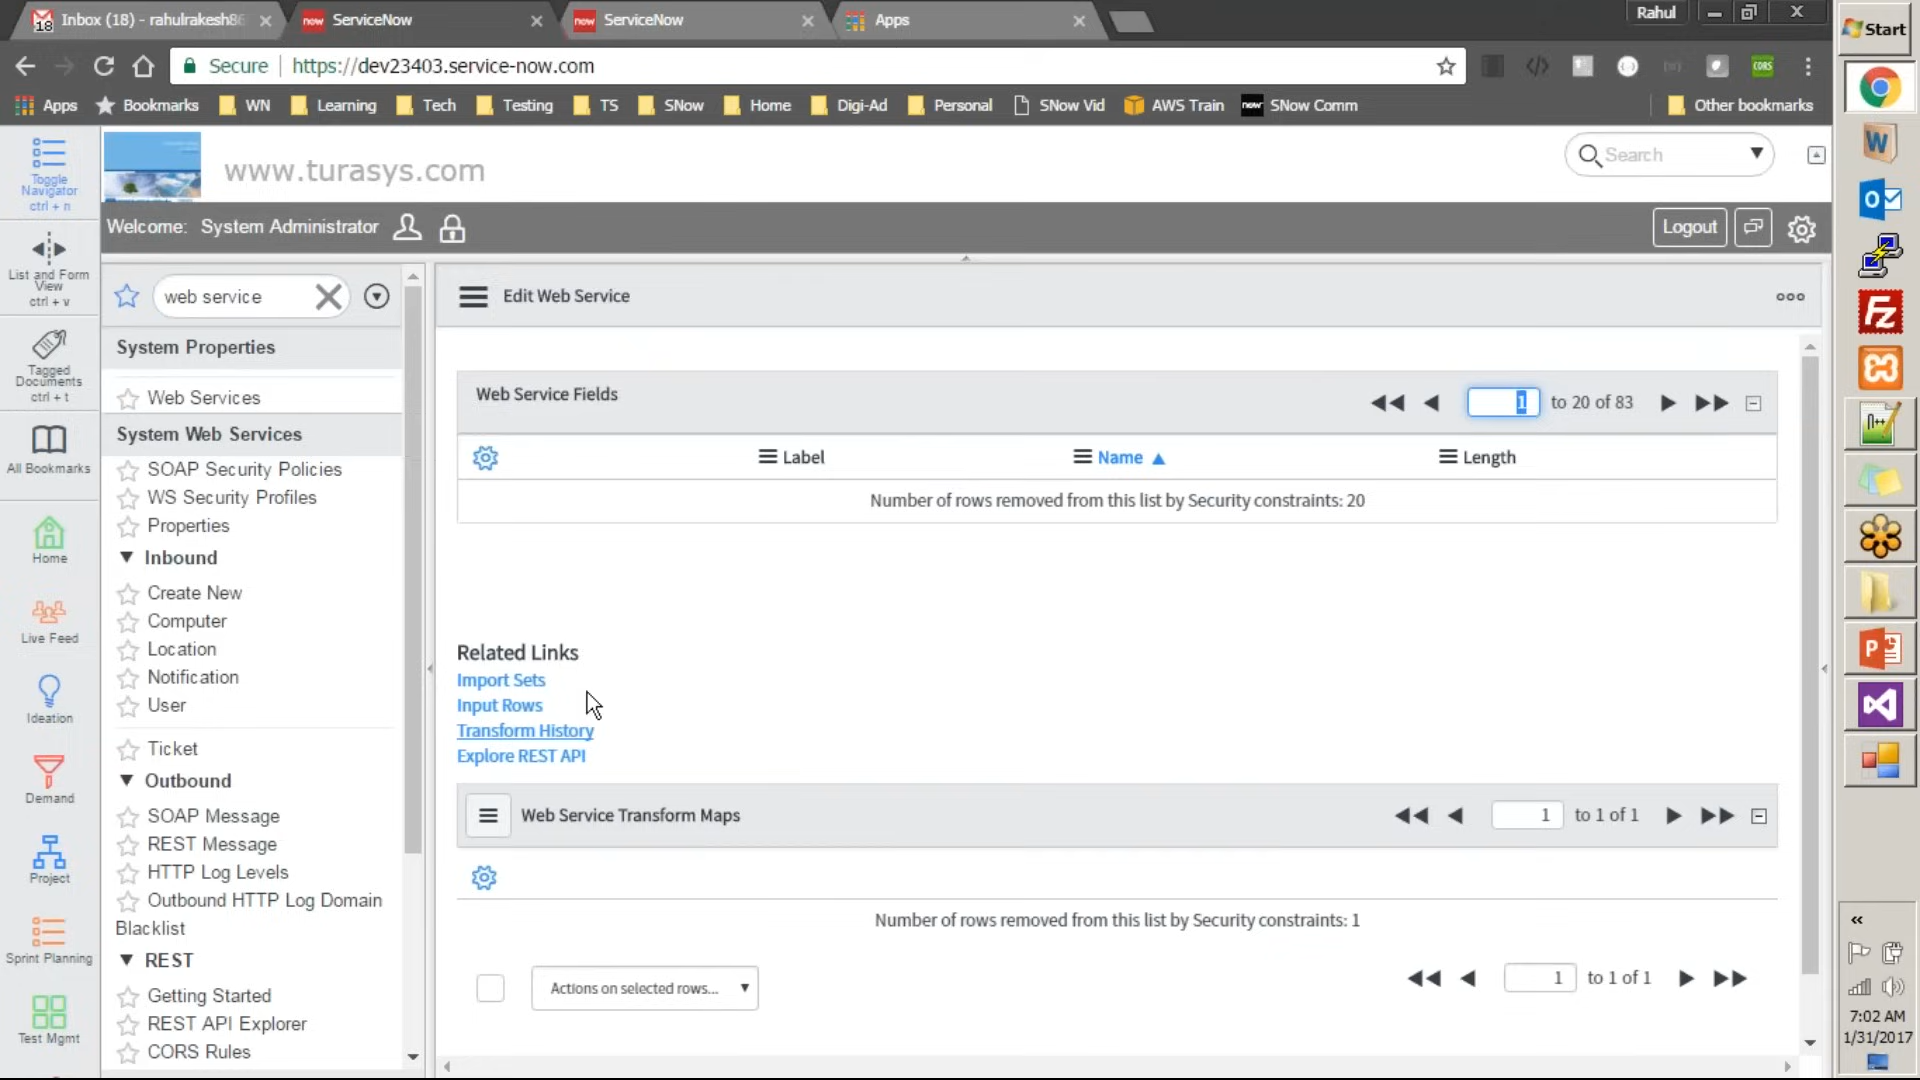 Inbox (18) - rahulrakesh86
ServiceNow
ServiceNow
Apps
Rahul
18
now
now
Start
Secure
https://dev23403.service-now.com
CORS
Apps
Bookmarks
WN
Learning
Tech
Testing
TS
SNow
Home
Digi-Ad
Personal
SNow Vid
AWS Train
now
SNow Comm
Other bookmarks
www.turasys.com
Search
Welcome: System Administrator
Logout
Toggle
Navigator
ctrl + n
List and Form
View
ctrl + v
Tagged
Documents
ctrl + t
All Bookmarks
Home
Live Feed
Ideation
Demand
Project
Sprint Planning
Test Mgmt
web service
System Properties
Web Services
System Web Services
SOAP Security Policies
WS Security Profiles
Properties
Inbound
Create New
Computer
Location
Notification
User
Ticket
Outbound
SOAP Message
REST Message
HTTP Log Levels
Outbound HTTP Log Domain
Blacklist
REST
Getting Started
REST API Explorer
CORS Rules
Edit Web Service
Web Service Fields
1 to 20 of 83
Label
Name
Length
Number of rows removed from this list by Security constraints: 20
Related Links
Import Sets
Input Rows
Transform History
Explore REST API
Web Service Transform Maps
1 to 1 of 1
Number of rows removed from this list by Security constraints: 1
Actions on selected rows...
1 to 1 of 1
7:02 AM
1/31/2017